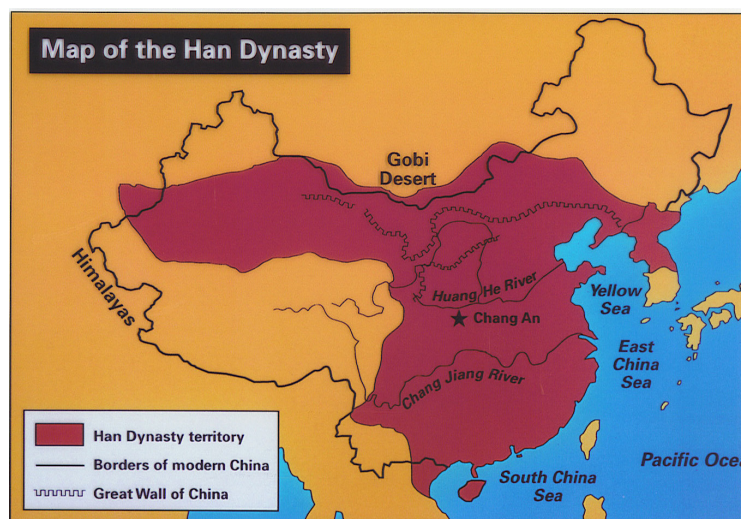 Map of the Han Dynasty
Gobi
Desert
Himalayas
Huang He River
Yellow
Sea
Chang An
East
China
Sea
Chang Jiang River
Han Dynasty territory
Borders of modern China
Great Wall of China
South China
Sea
Pacific Ocea